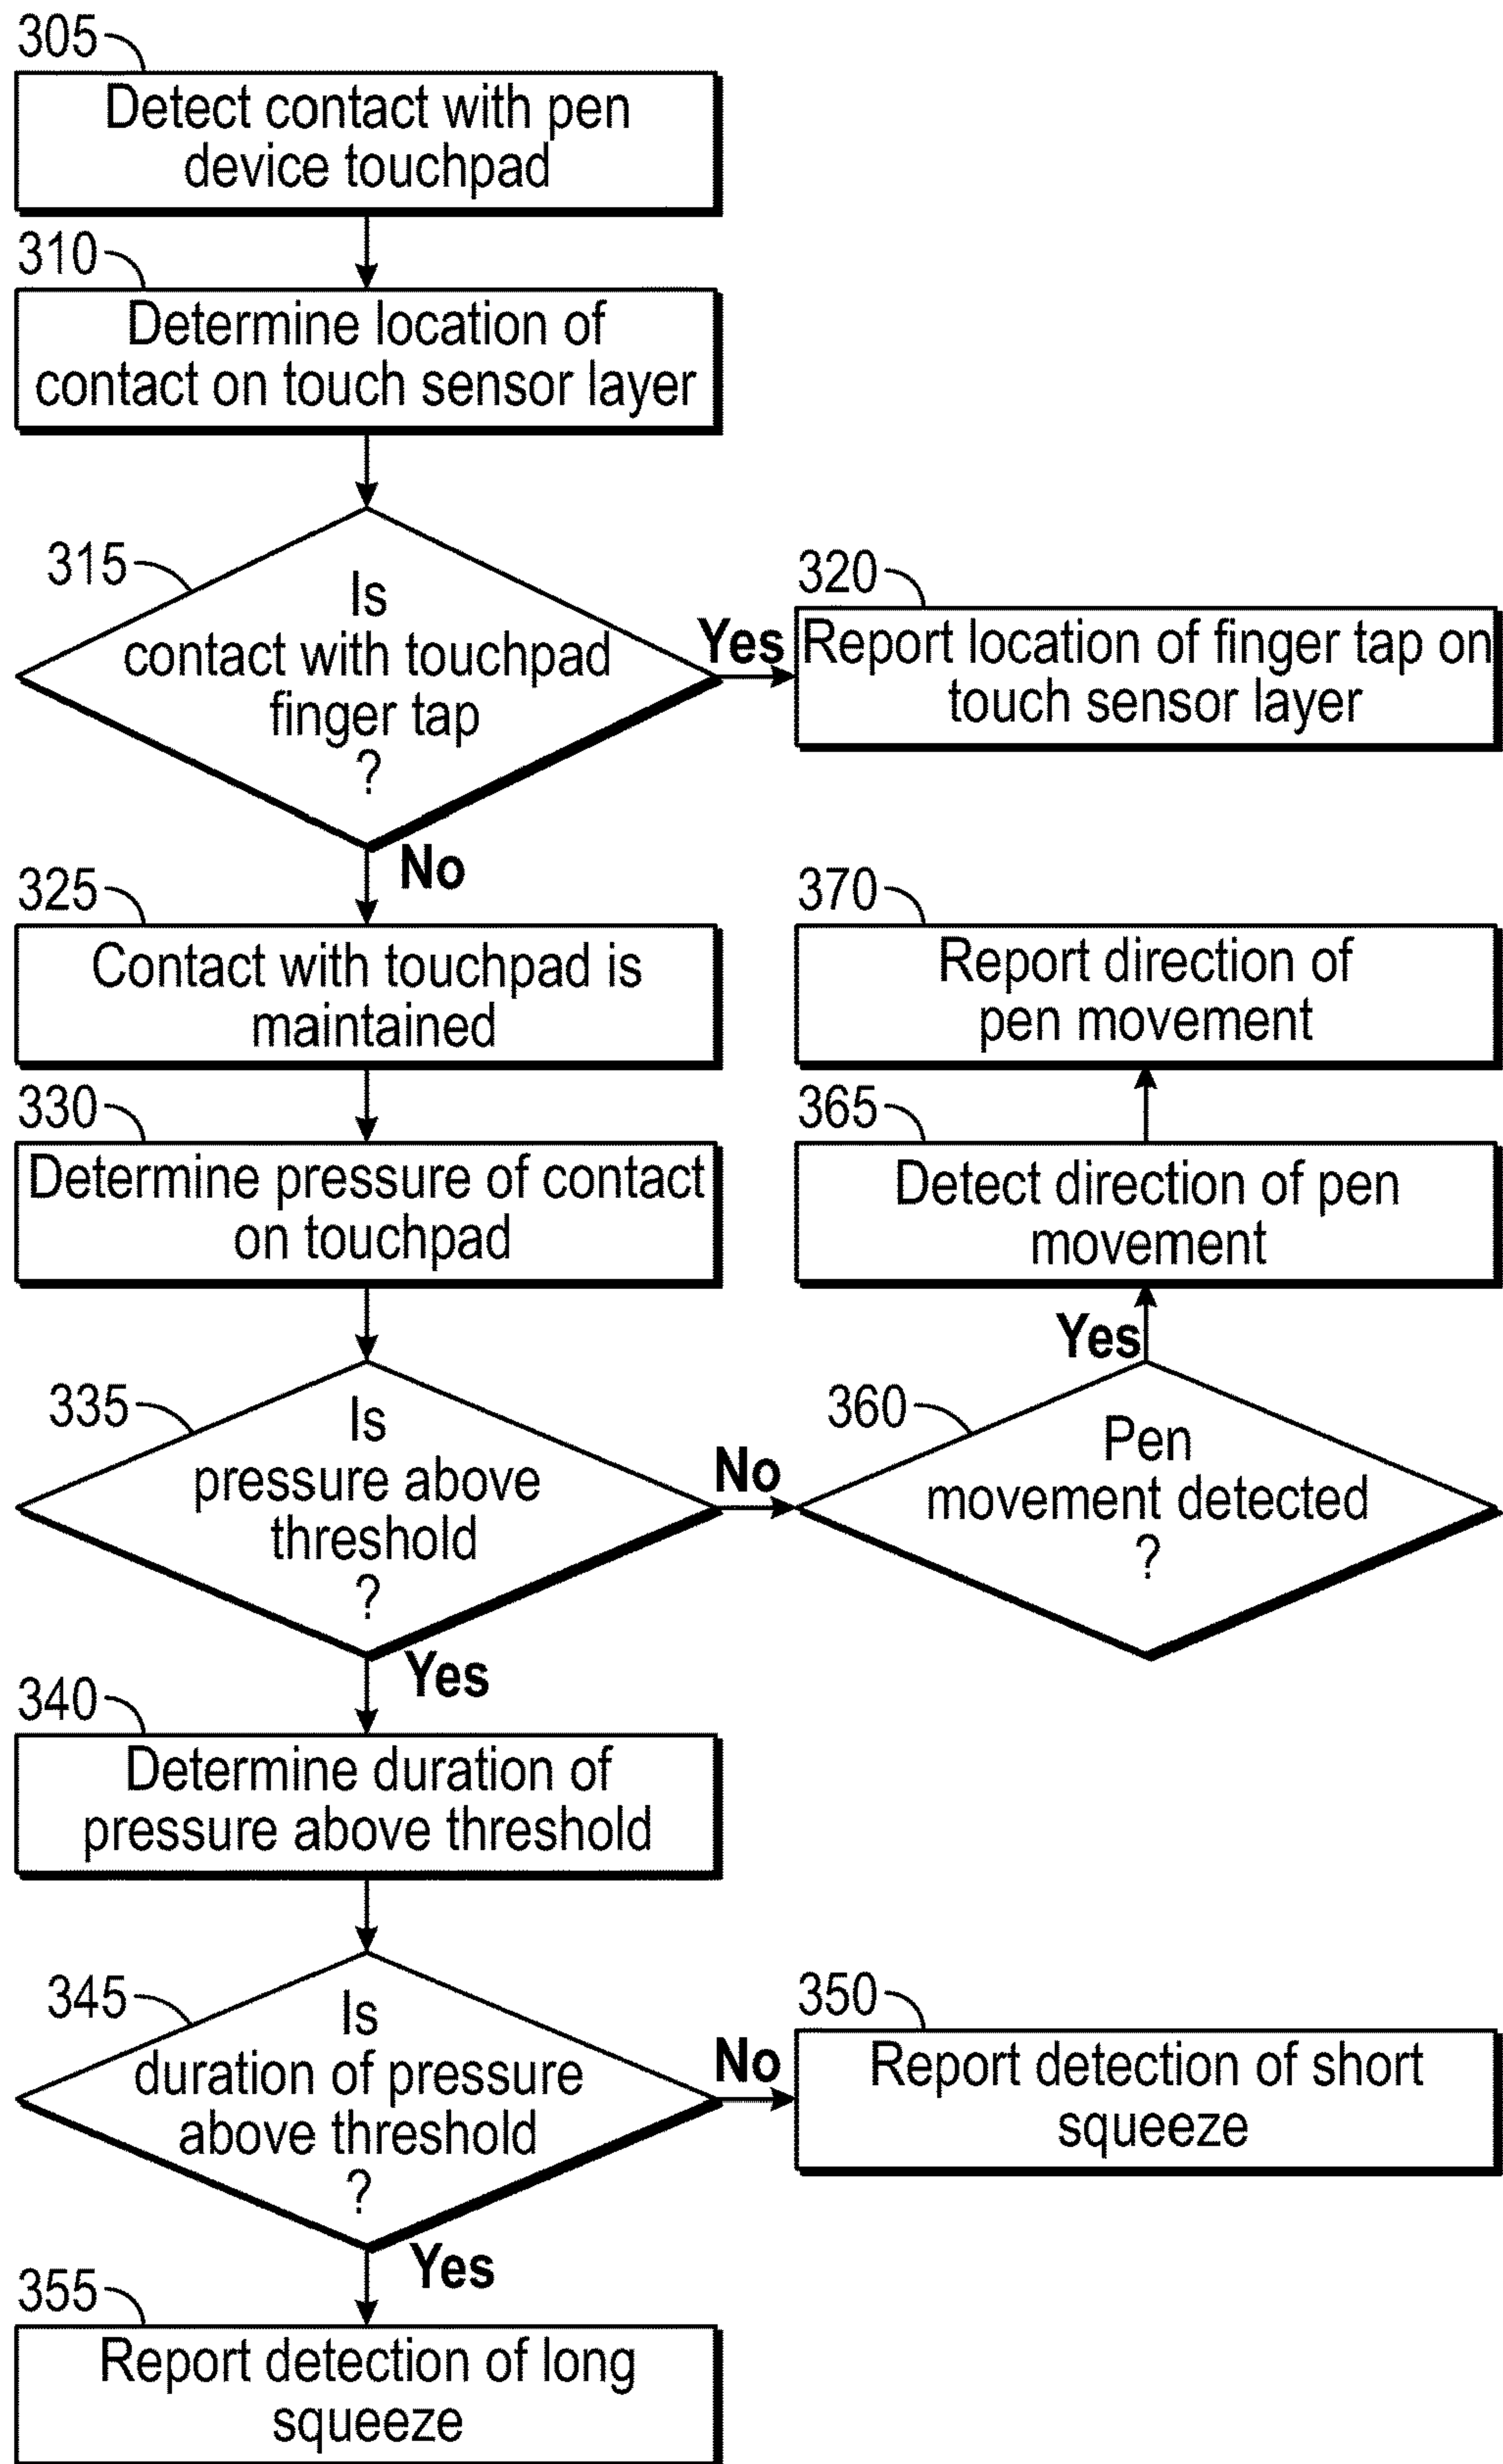 305
Detect contact with pen
device touchpad
310
Determine location of
contact on touch sensor layer
315
Is
contact with touchpad
finger tap
?
Yes
320
Report location of finger tap on
touch sensor layer
No
325
Contact with touchpad is
maintained
370
Report direction of
pen movement
330
Determine pressure of contact
on touchpad
365
Detect direction of pen
movement
Yes
335
Is
pressure above
threshold
?
No
360
Pen
movement detected
?
Yes
340
Determine duration of
pressure above threshold
345
Is
duration of pressure
above threshold
?
No
350
Report detection of short
squeeze
Yes
355
Report detection of long
squeeze